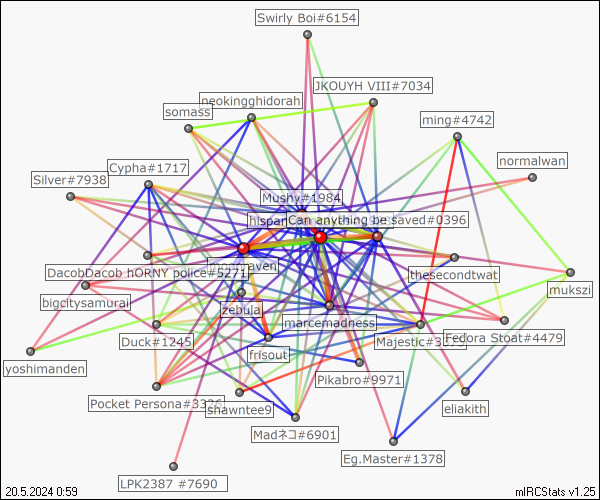 Swirly Boi#6154
JKOUYH VIII#7034
neokingghidorah
somass
ming#4742
normalwan
Cypha#1717
Silver#7938
Mushy#1984
hispar
Can anything be saved#0396
DacobDacob hORNY police#5271
aven
thesecondtwat
mukszi
bigcitysamurai
zebula
marcemadness
Duck#1245
frisout
Majestic#3
Fedora Stoat#4479
yoshimanden
Pikabro#9971
Pocket Persona#33
shawntee9
eliakith
Madネコ#6901
Eg.Master#1378
LPK2387 #7690
20.5.2024 0:59
mIRCStats v1.25